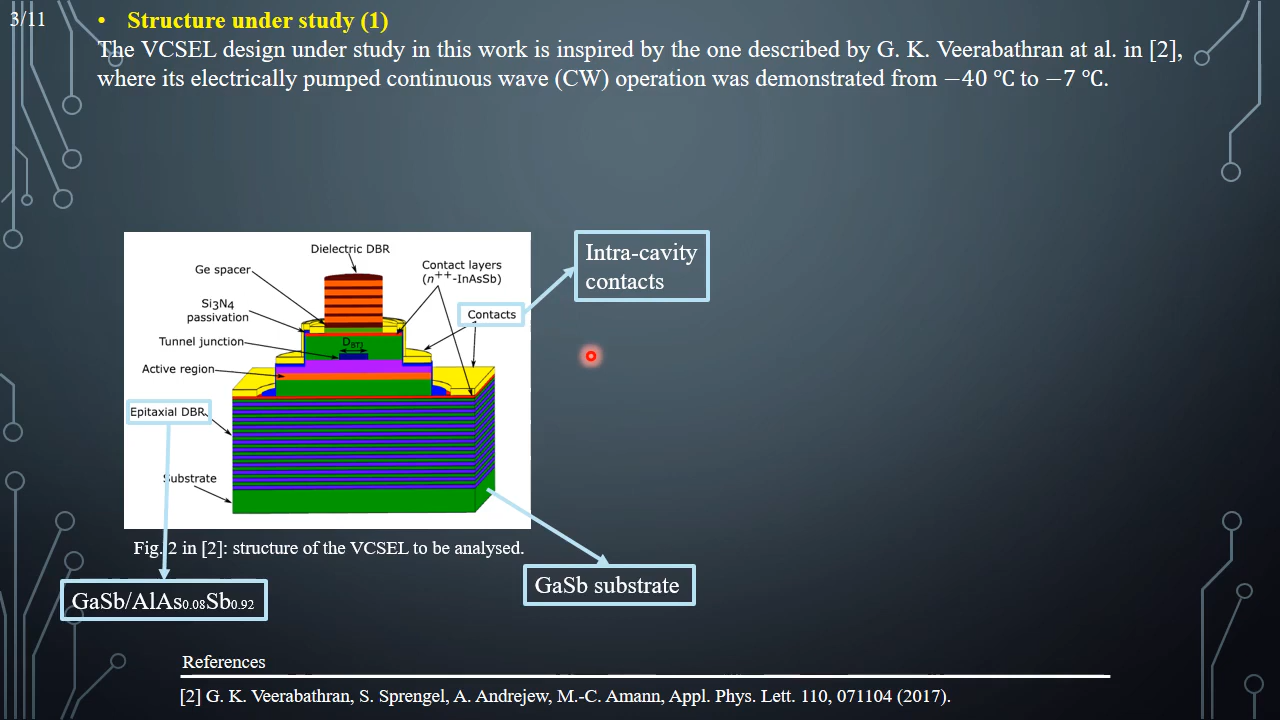 3/11
• Structure under study (1)
The VCSEL design under study in this work is inspired by the one described by G. K. Veerabathran at al. in [2],
where its electrically pumped continuous wave (CW) operation was demonstrated from −40 ℃ to −7 ℃.
Dielectric DBR
Ge spacer
Contact layers
(n++-InAsSb)
Si3N4
passivation
Contacts
Tunnel junction
DBTJ
Active region
Epitaxial DBR
Substrate
Intra-cavity
contacts
Fig. 2 in [2]: structure of the VCSEL to be analysed.
GaSb substrate
GaSb/AlAs0.08Sb0.92
References
[2] G. K. Veerabathran, S. Sprengel, A. Andrejew, M.-C. Amann, Appl. Phys. Lett. 110, 071104 (2017).